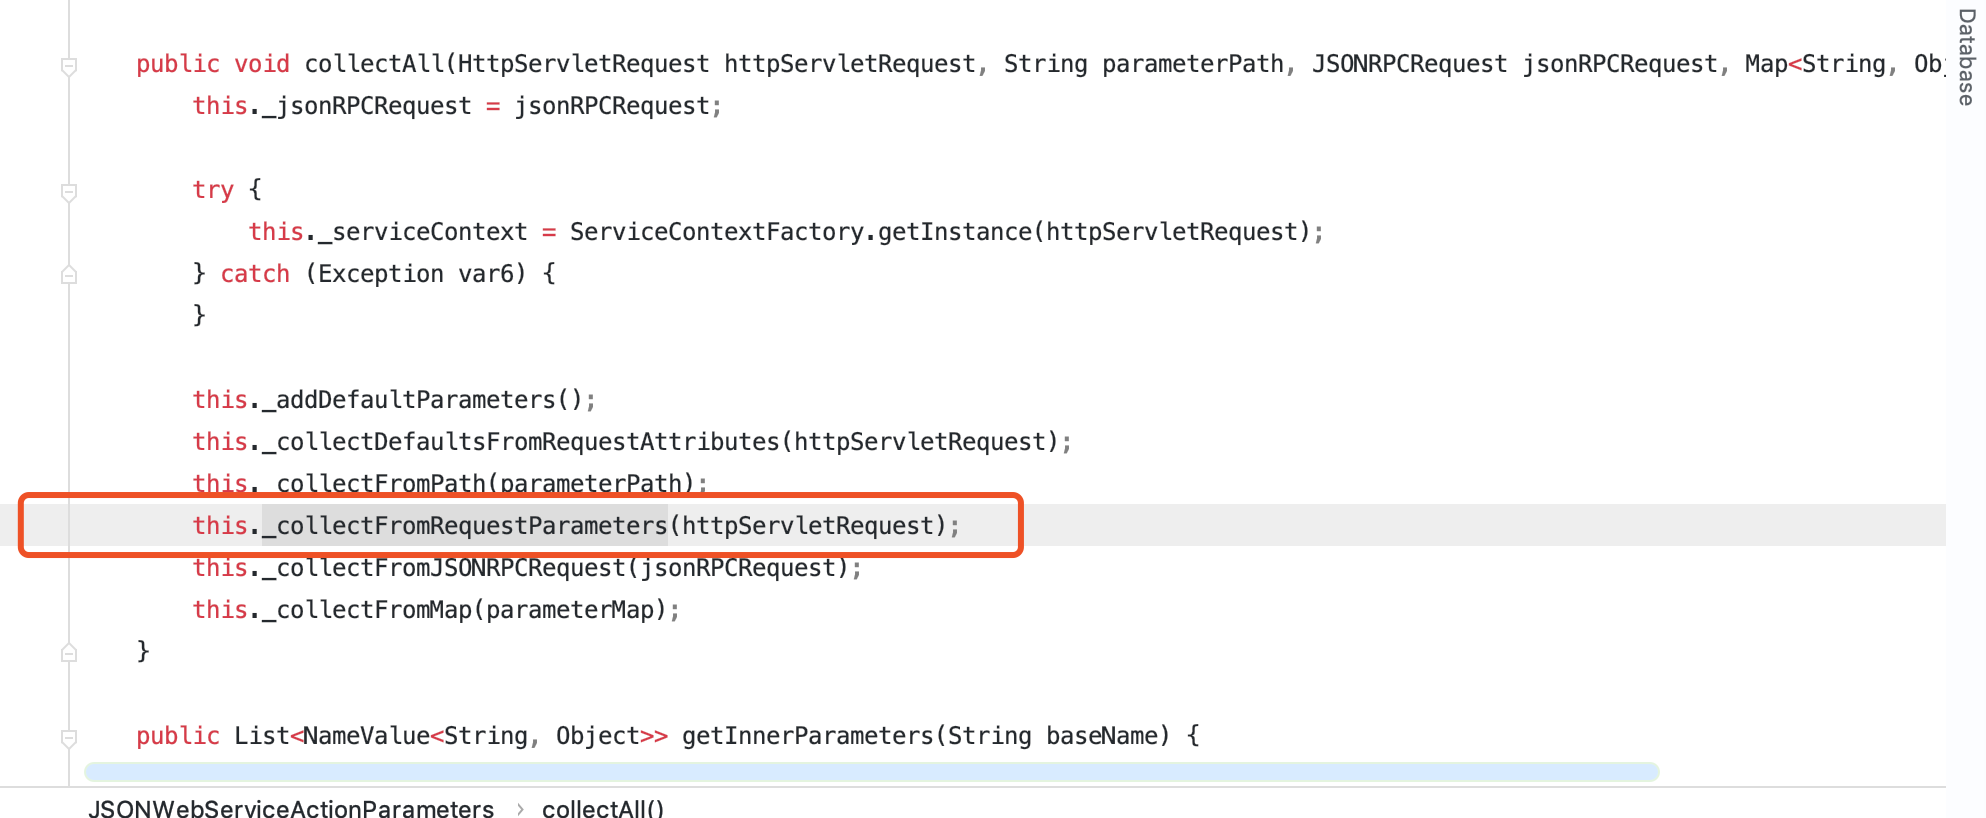 public void collectAll(HttpServletRequest httpServletRequest, String parameterPath, JSONRPCRequest jsonRPCRequest, Map<String, Obj
this._jsonRPCRequest = jsonRPCRequest;
try {
this._serviceContext = ServiceContextFactory.getInstance(httpServletRequest);
} catch (Exception var6) {
}
this._addDefaultParameters();
this._collectDefaultsFromRequestAttributes(httpServletRequest);
this._collectFromPath(parameterPath);
this._collectFromRequestParameters(httpServletRequest);
this._collectFromJSONRPCRequest(jsonRPCRequest);
this._collectFromMap(parameterMap);
}
public List<NameValue<String, Object>> getInnerParameters(String baseName) {
JSONWebServiceActionParameters › collectAll()
Database